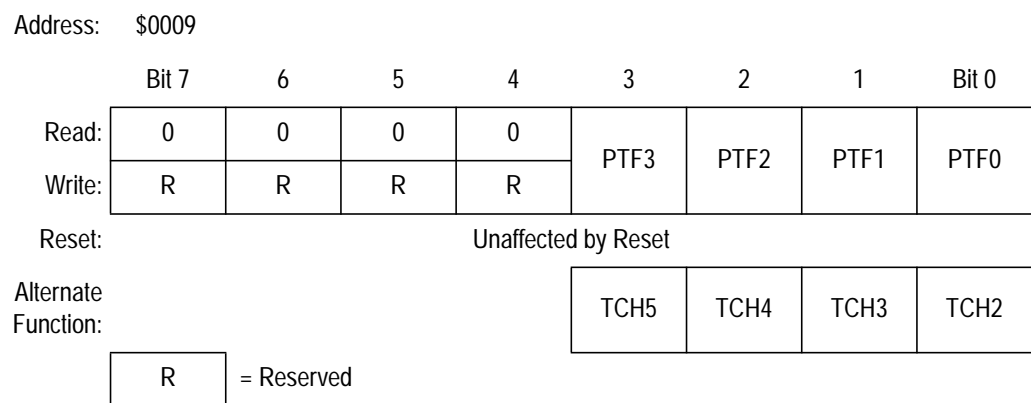 Address: $0009
Bit 7 6 5 4 3 2 1 Bit 0
Read: 0 0 0 0 PTF3 PTF2 PTF1 PTF0
Write: R R R R
Reset: Unaffected by Reset
Alternate
Function: TCH5 TCH4 TCH3 TCH2
R = Reserved